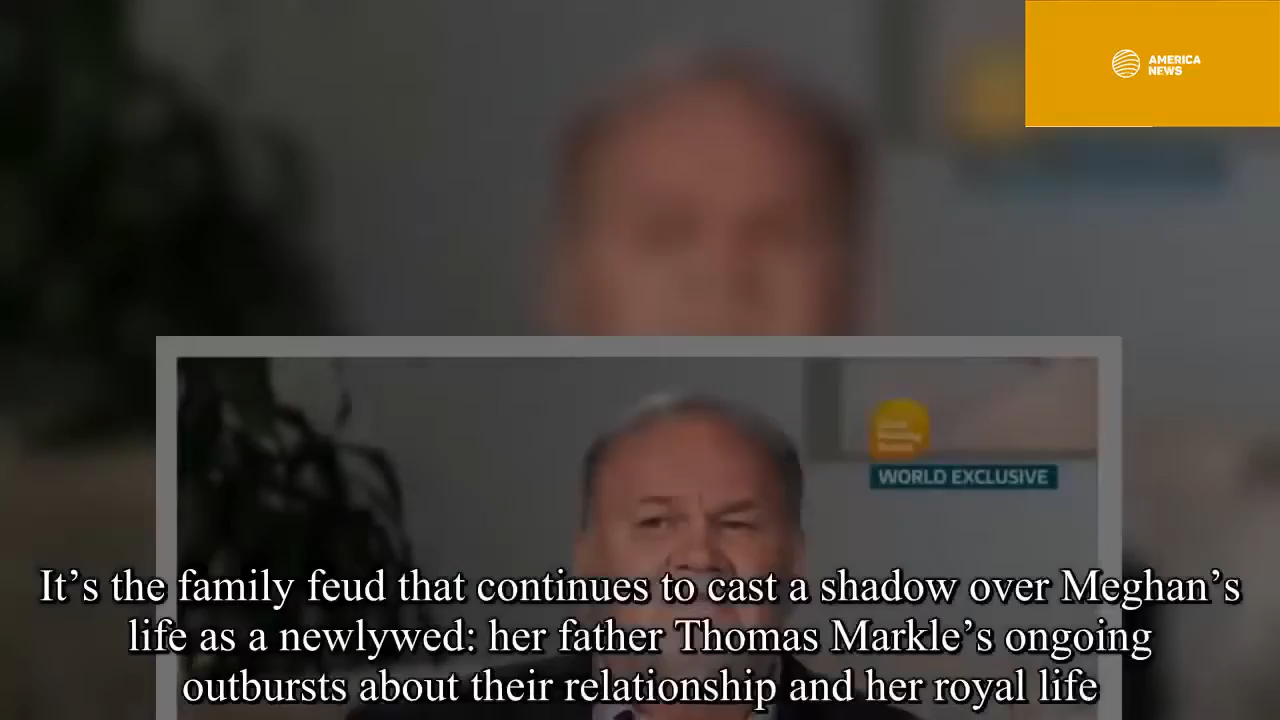 AMERICA
NEWS
WORLD EXCLUSIVE
It’s the family feud that continues to cast a shadow over Meghan’s
life as a newlywed: her father Thomas Markle’s ongoing
outbursts about their relationship and her royal life